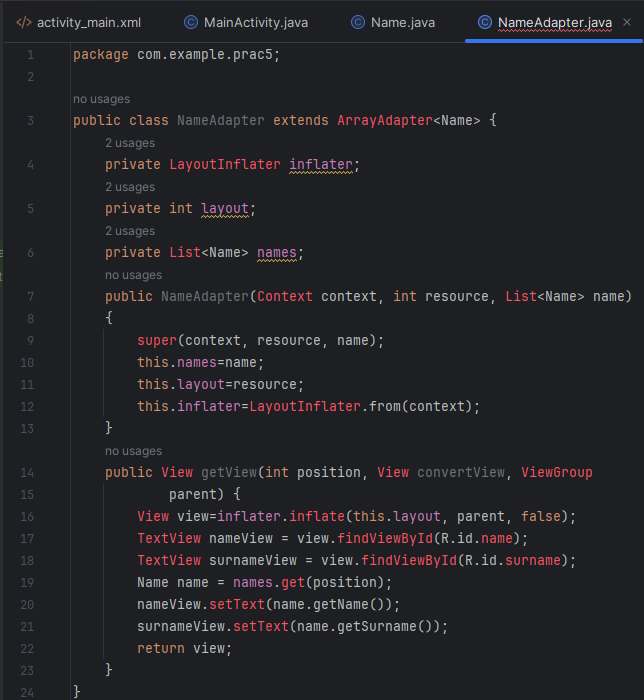 activity_main.xml MainActivity.java Name.java NameAdapter.java
1 package com.example.prac5;
2
no usages
3 public class NameAdapter extends ArrayAdapter<Name> {
2 usages
4 private LayoutInflater inflater;
2 usages
5 private int layout;
2 usages
6 private List<Name> names;
no usages
7 public NameAdapter(Context context, int resource, List<Name> name)
8 {
9 super(context, resource, name);
10 this.names=name;
11 this.layout=resource;
12 this.inflater=LayoutInflater.from(context);
13 }
no usages
14 public View getView(int position, View convertView, ViewGroup
15 parent) {
16 View view=inflater.inflate(this.layout, parent, false);
17 TextView nameView = view.findViewById(R.id.name);
18 TextView surnameView = view.findViewById(R.id.surname);
19 Name name = names.get(position);
20 nameView.setText(name.getName());
21 surnameView.setText(name.getSurname());
22 return view;
23 }
24 }